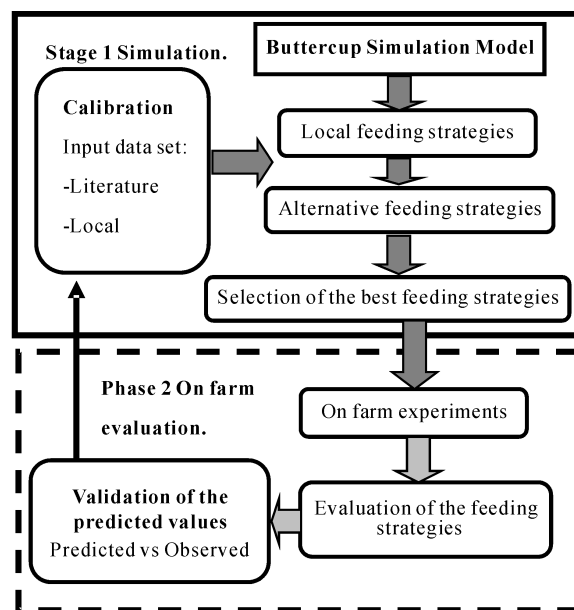 Stage 1 Simulation.
Buttercup Simulation Model
Calibration
Input data set:
-Literature
-Local
Local feeding strategies
Alternative feeding strategies
Selection of the best feeding strategies
Phase 2 On farm
evaluation.
On farm experiments
Evaluation of the feeding
strategies
Validation of the
predicted values
Predicted vs Observed